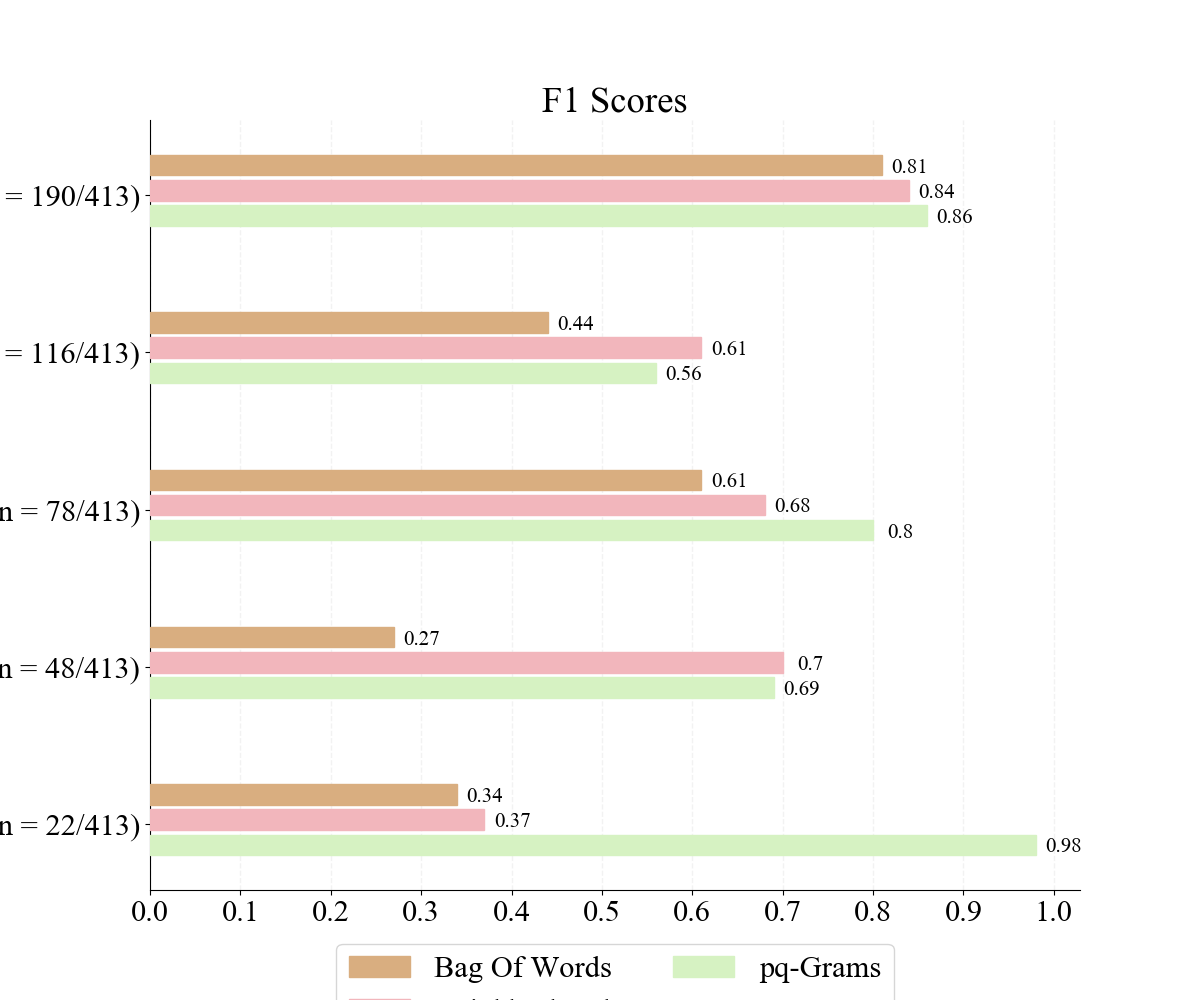 F1 Scores
0.81
= 190/413)
0.84
0.86
0.44
= 116/413)
0.61
0.56
0.61
n = 78/413)
0.68
0.8
0.27
n = 48/413)
0.7
0.69
0.34
n = 22/413)
0.37
0.98
0.0 0.1 0.2 0.3 0.4 0.5 0.6 0.7 0.8 0.9 1.0
Bag Of Words pq-Grams